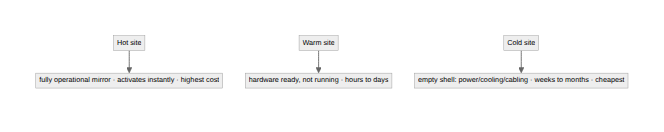 Hot site
Warm site
Cold site
fully operational mirror · activates instantly · highest cost
hardware ready, not running · hours to days
empty shell: power/cooling/cabling · weeks to months · cheapest